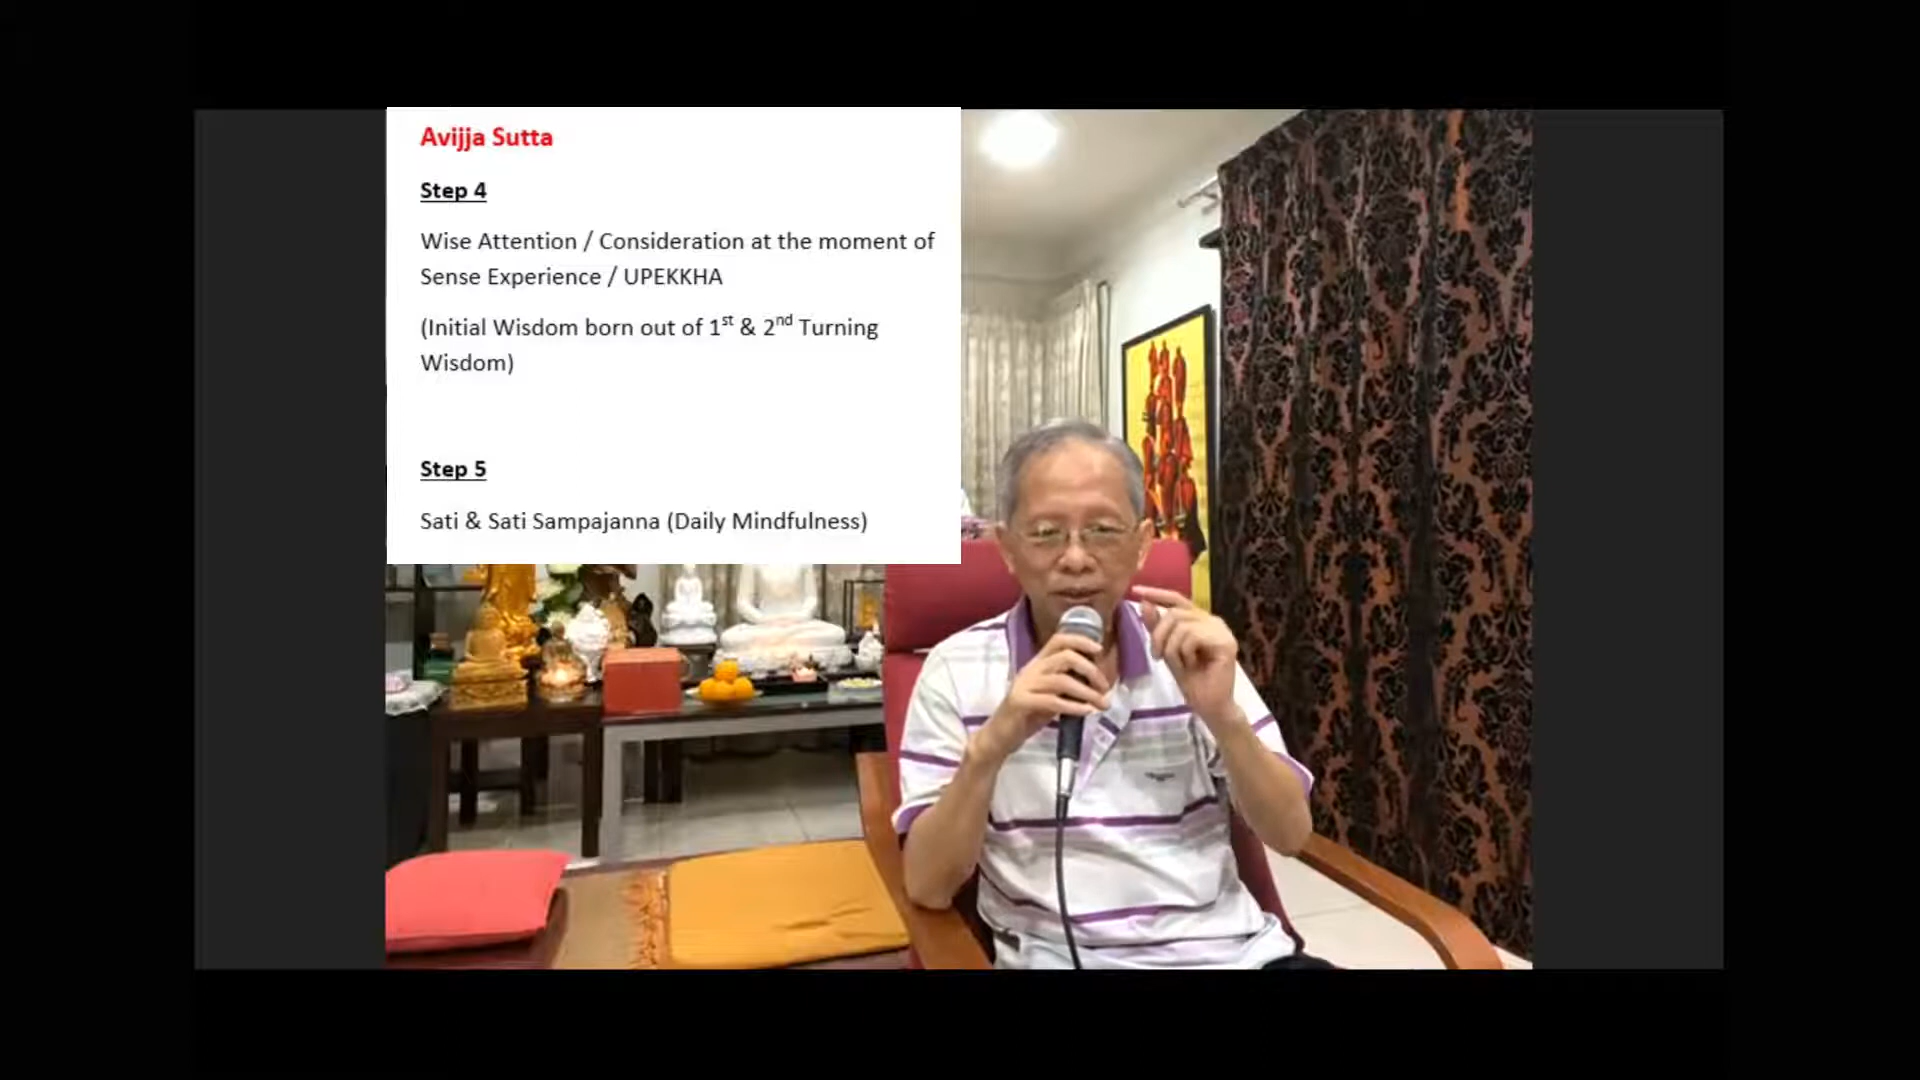 Avijja Sutta
Step 4
Wise Attention / Consideration at the moment of
Sense Experience / UPEKKHA
(Initial Wisdom born out of 1st & 2nd Turning
Wisdom)
Step 5
Sati & Sati Sampajanna (Daily Mindfulness)